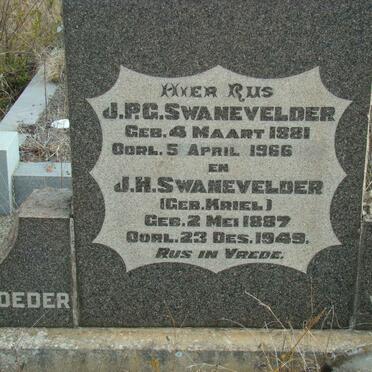 Hier Rus
J.P.G. Swanevelder
Geb. 4 Maart 1881
Oorl. 5 April 1966
en
J.H. Swanevelder
(Geb. Kriel)
Geb. 2 Mei 1887
Oorl. 23 Des. 1949.
Rus in Vrede.
OEDER